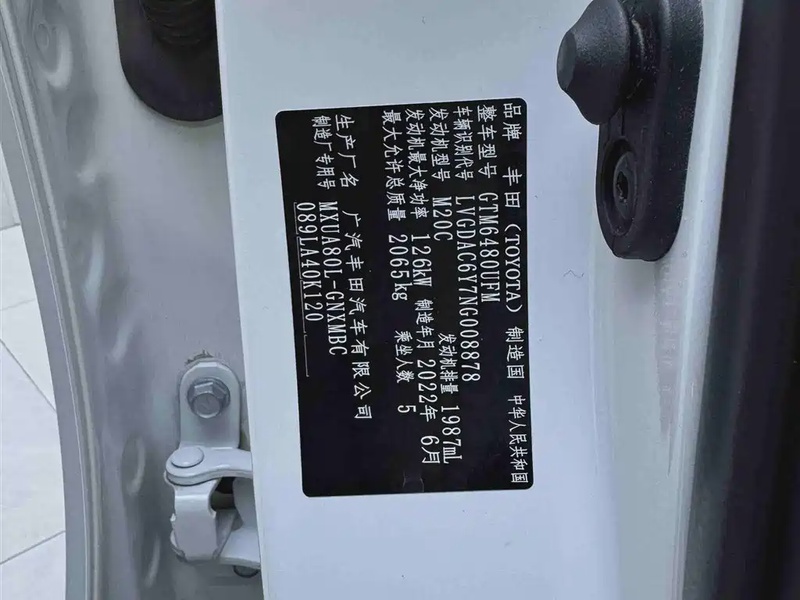 品牌 丰田(TOYOTA) 制造国 中华人民共和国
整车型号 GTM6480UFM
车辆识别代号 LVGDAC6Y7NG008878
发动机型号 M20C 发动机排量 1987mL
发动机最大净功率 126kW 制造年月 2022年 6月
最大允许总质量 2065kg 乘坐人数 5
生产厂名 广汽丰田汽车有限公司
制造厂专用号 MXUA80L-GNXMBC
089LA40K120